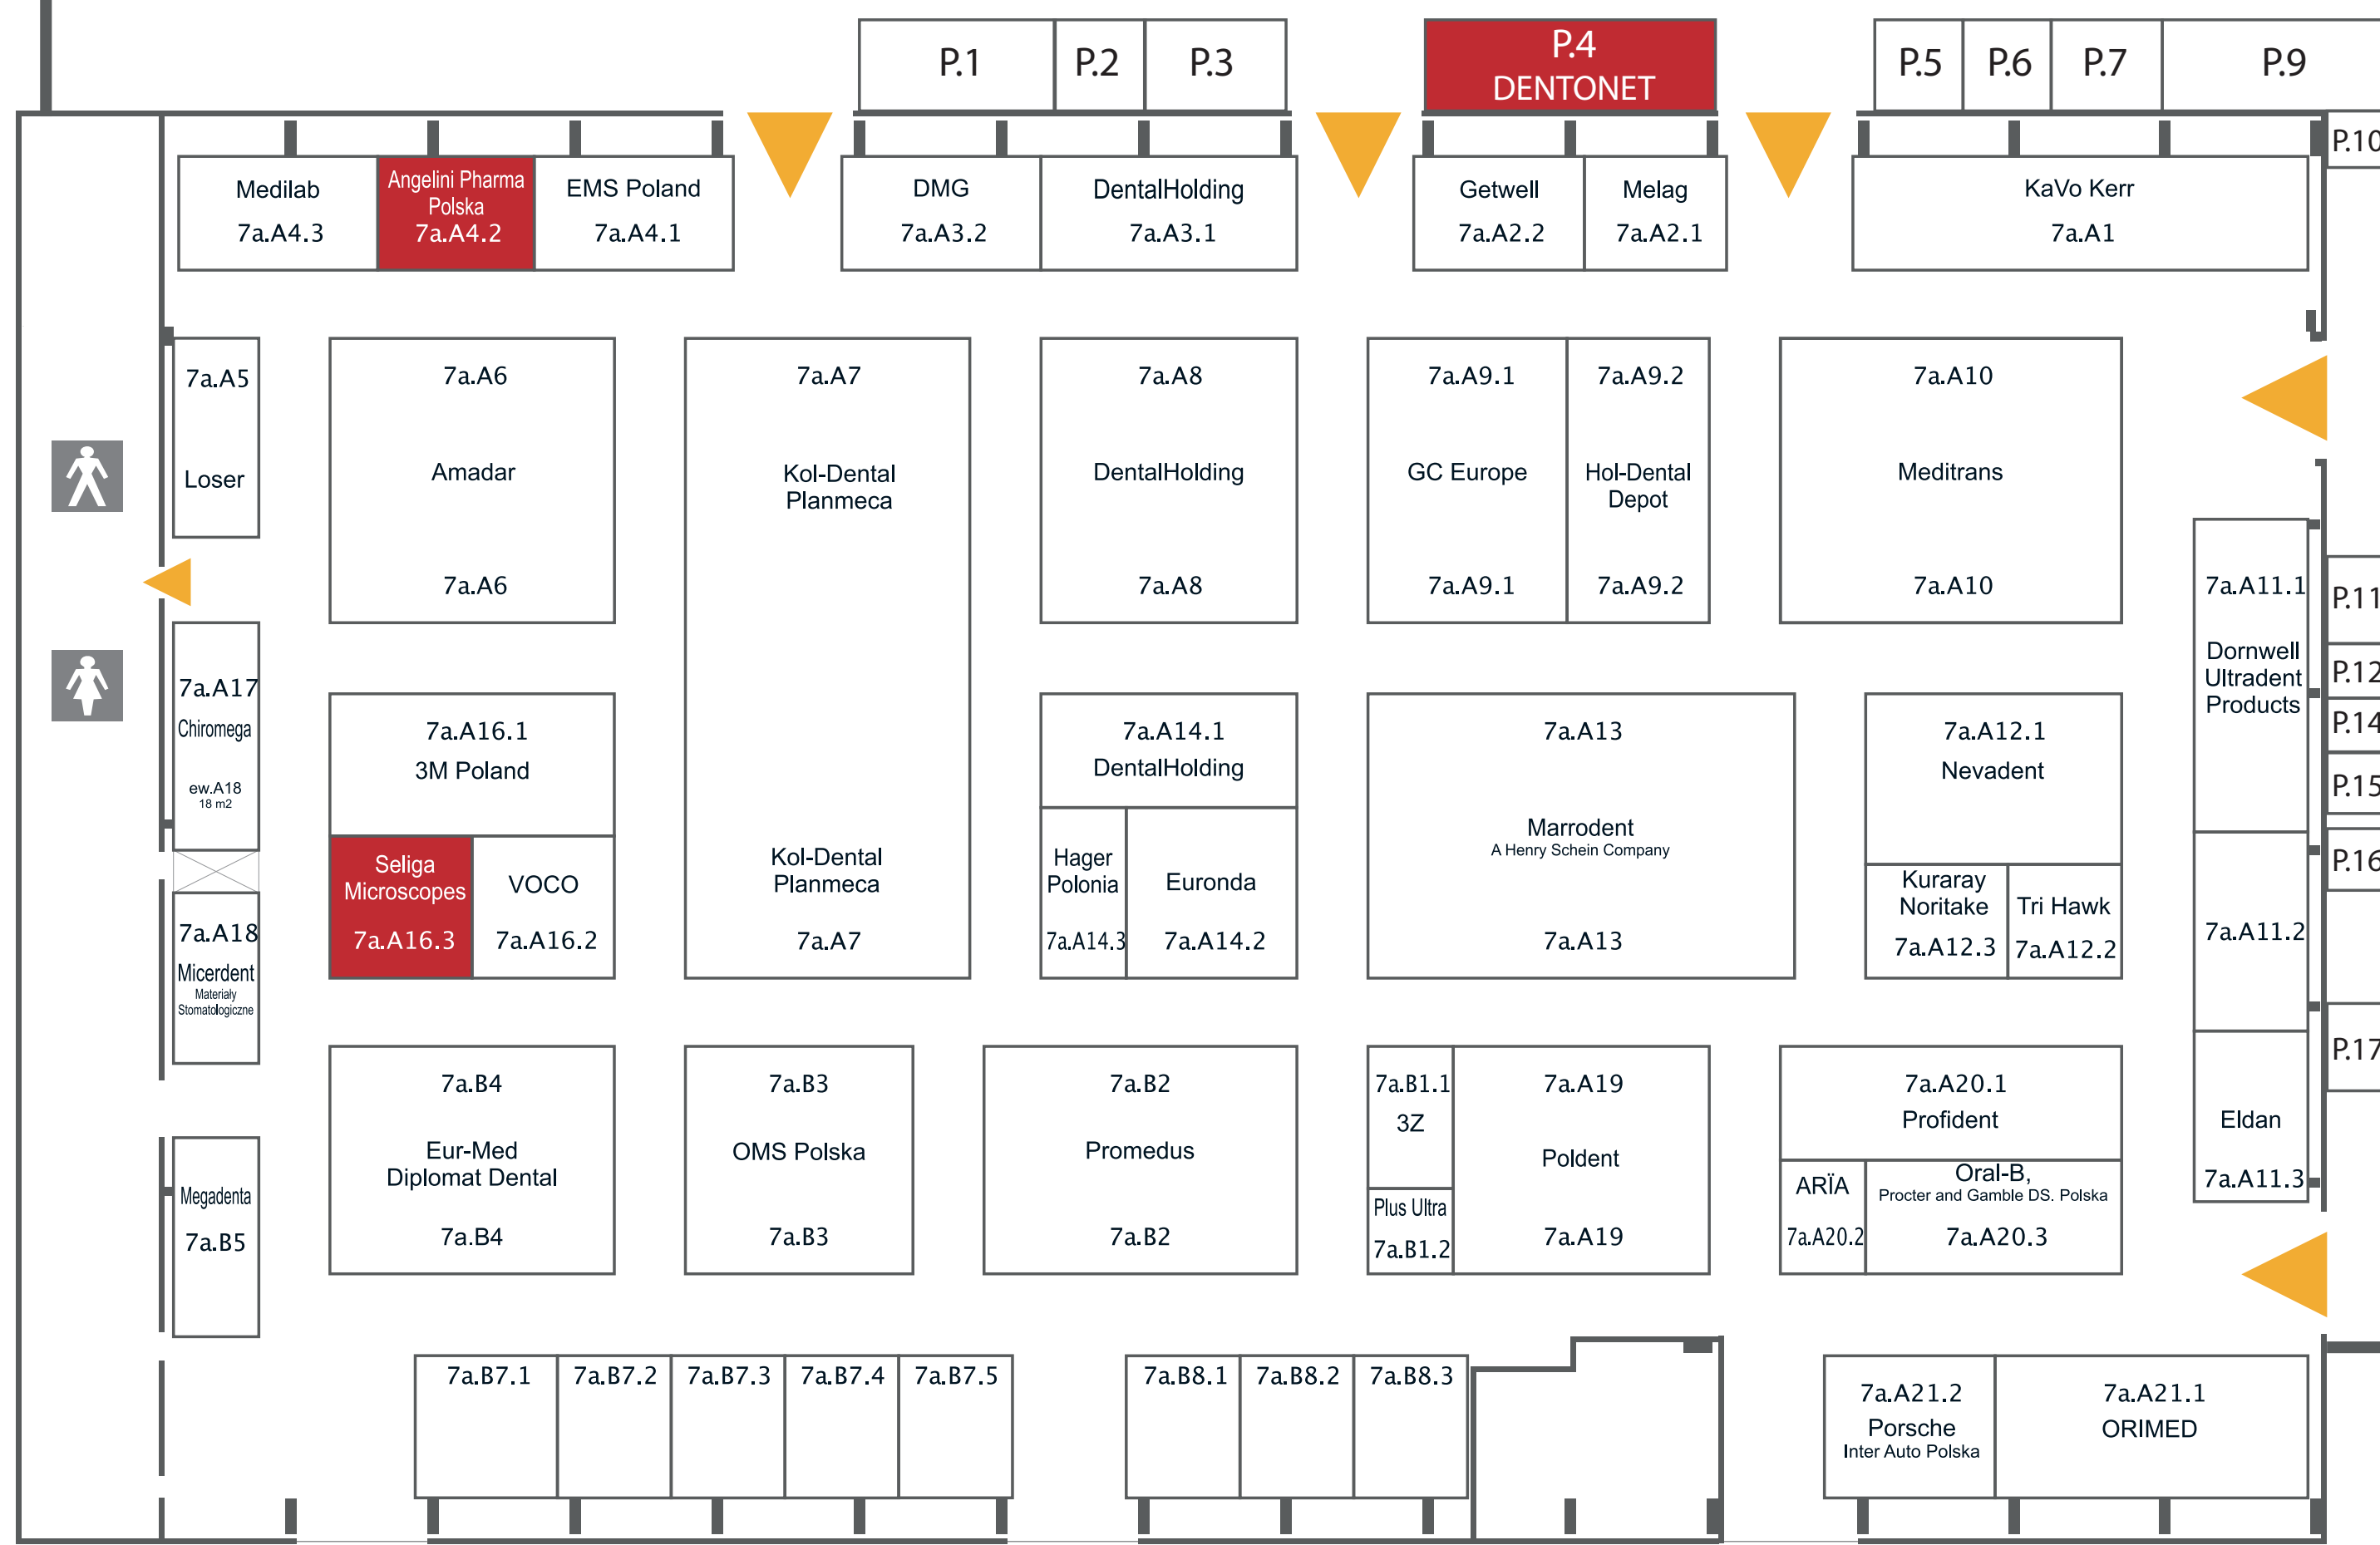 P.1
P.2
P.3
P.4
DENTONET
P.5
P.6
P.7
P.9
P.10
Medilab
7a.A4.3
Angelini Pharma
Polska
7a.A4.2
EMS Poland
7a.A4.1
DMG
7a.A3.2
DentalHolding
7a.A3.1
Getwell
7a.A2.2
Melag
7a.A2.1
KaVo Kerr
7a.A1
7a.A5
Loser
7a.A6
Amadar
7a.A6
7a.A7
Kol-Dental
Planmeca
Kol-Dental
Planmeca
7a.A7
7a.A8
DentalHolding
7a.A8
7a.A9.1
GC Europe
7a.A9.1
7a.A9.2
Hol-Dental
Depot
7a.A9.2
7a.A10
Meditrans
7a.A10
7a.A11.1
Dornwell
Ultradent
Products
P.11
P.12
P.14
P.15
P.16
P.17
7a.A17
Chiromega
ew.A18
18 m2
7a.A16.1
3M Poland
Seliga
Microscopes
7a.A16.3
VOCO
7a.A16.2
7a.A14.1
DentalHolding
Hager
Polonia
7a.A14.3
Euronda
7a.A14.2
7a.A13
Marrodent
A Henry Schein Company
7a.A13
7a.A12.1
Nevadent
Kuraray
Noritake
7a.A12.3
Tri Hawk
7a.A12.2
7a.A11.2
7a.A18
Micerdent
Materiały
Stomatologiczne
7a.B4
Eur-Med
Diplomat Dental
7a.B4
7a.B3
OMS Polska
7a.B3
7a.B2
Promedus
7a.B2
7a.B1.1
3Z
Plus Ultra
7a.B1.2
7a.A19
Poldent
7a.A19
7a.A20.1
Profident
ARÏA
7a.A20.2
Oral-B,
Procter and Gamble DS. Polska
7a.A20.3
Eldan
7a.A11.3
Megadenta
7a.B5
7a.B7.1
7a.B7.2
7a.B7.3
7a.B7.4
7a.B7.5
7a.B8.1
7a.B8.2
7a.B8.3
7a.A21.2
Porsche
Inter Auto Polska
7a.A21.1
ORIMED